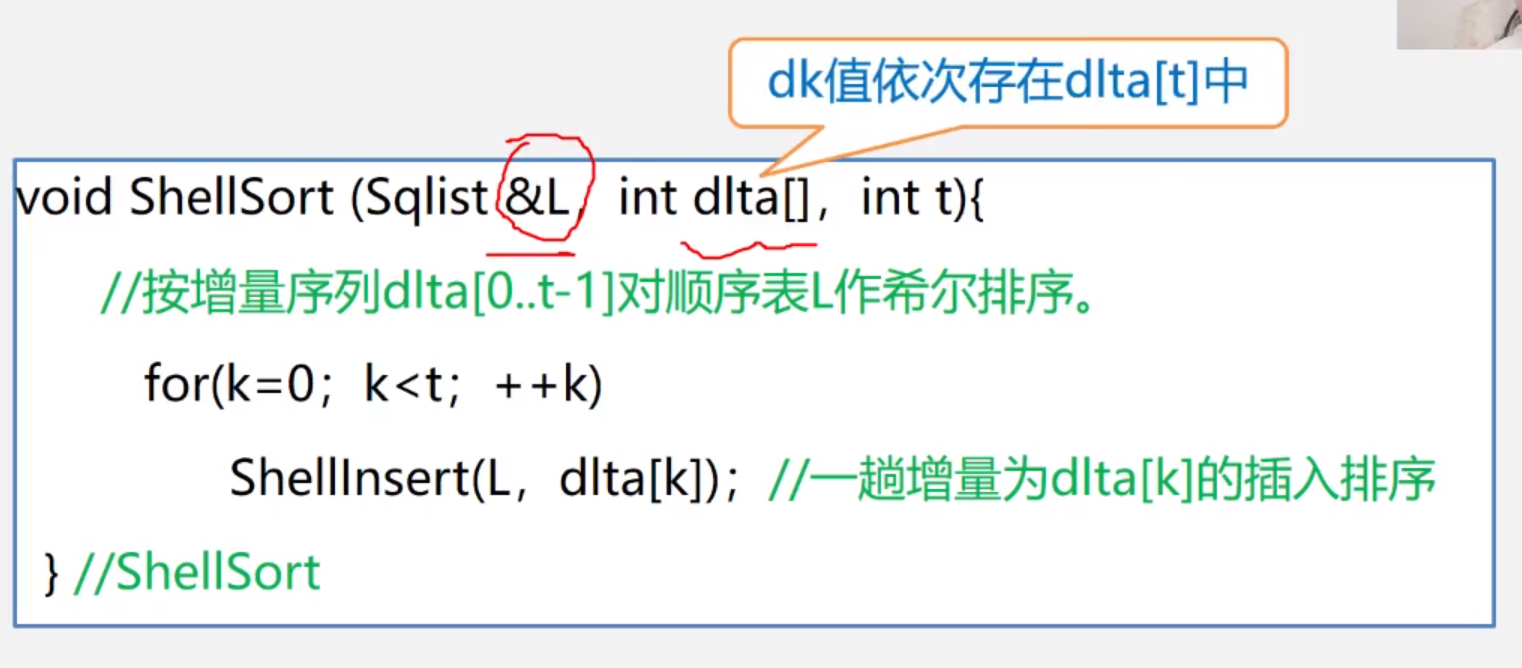 dk值依次存在dlta[t]中
void ShellSort (Sqlist &L, int dlta[], int t){
//按增量序列dlta[0..t-1]对顺序表L作希尔排序。
for(k=0; k<t; ++k)
ShellInsert(L, dlta[k]); //一趟增量为dlta[k]的插入排序
} //ShellSort